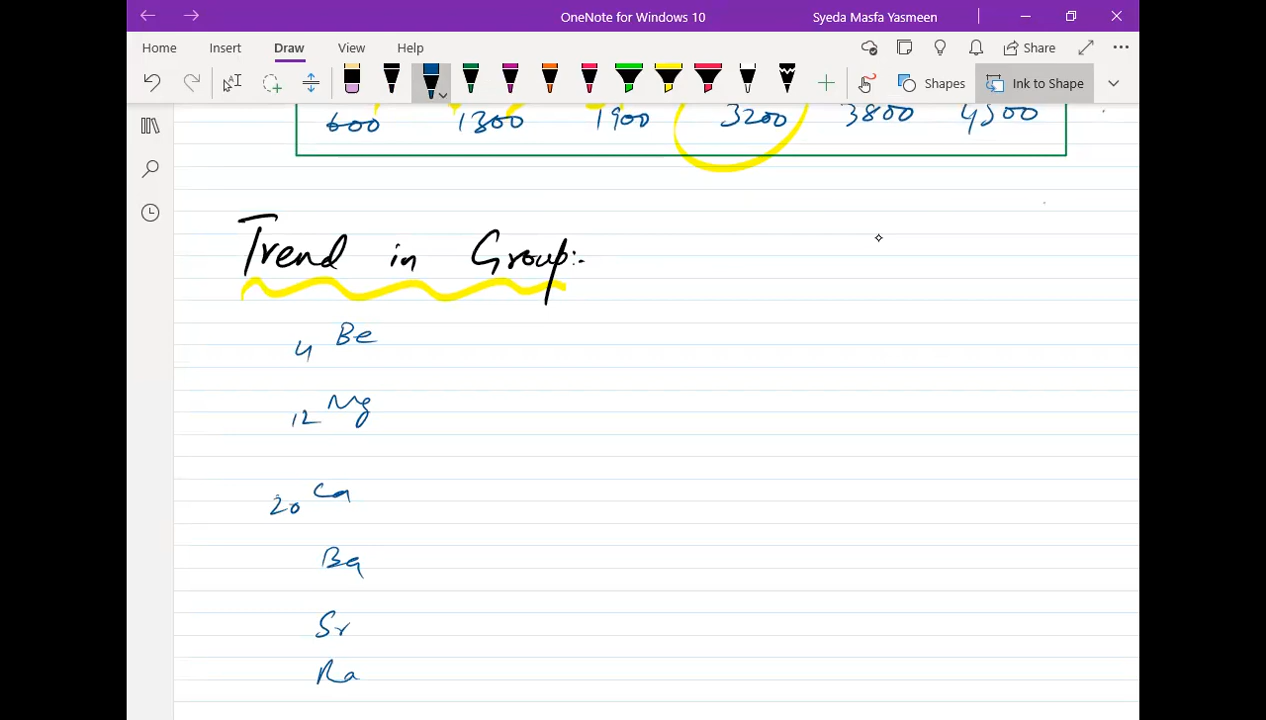 OneNote for Windows 10
Syeda Masfa Yasmeen
Home Insert Draw View Help
Share
Shapes
Ink to Shape
600 1300 1900 3200 3800 4500
Trend in Group:-
4 Be
12 Mg
20 Ca
Ba
Sr
Ra